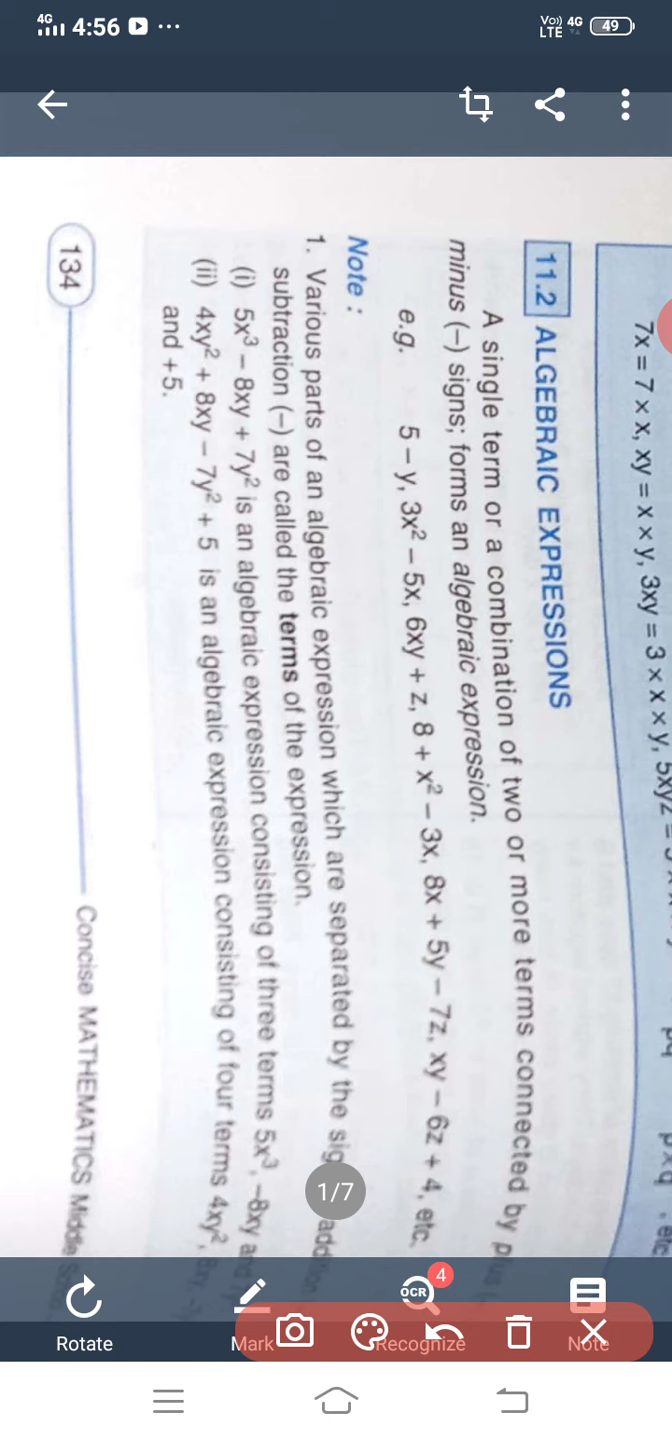 4G 4:56 ...
Vo)) 4G LTE 49
7x = 7 × x, xy = x × y, 3xy = 3 × x × y, 5xyz =
11.2 ALGEBRAIC EXPRESSIONS
A single term or a combination of two or more terms connected by
minus (–) signs; forms an algebraic expression.
e.g. 5 – y, 3x² – 5x, 6xy + z, 8 + x² – 3x, 8x + 5y – 7z, xy – 6z + 4, etc.
Note :
1. Various parts of an algebraic expression which are separated by the
subtraction (–) are called the terms of the expression.
(i) 5x³ – 8xy + 7y² is an algebraic expression consisting of three terms 5x³, –8xy
(ii) 4xy² + 8xy – 7y² + 5 is an algebraic expression consisting of four terms 4xy²,
and +5.
134 Concise MATHEMATICS Middle
1/7
OCR 4
Rotate Mark Recognize Note